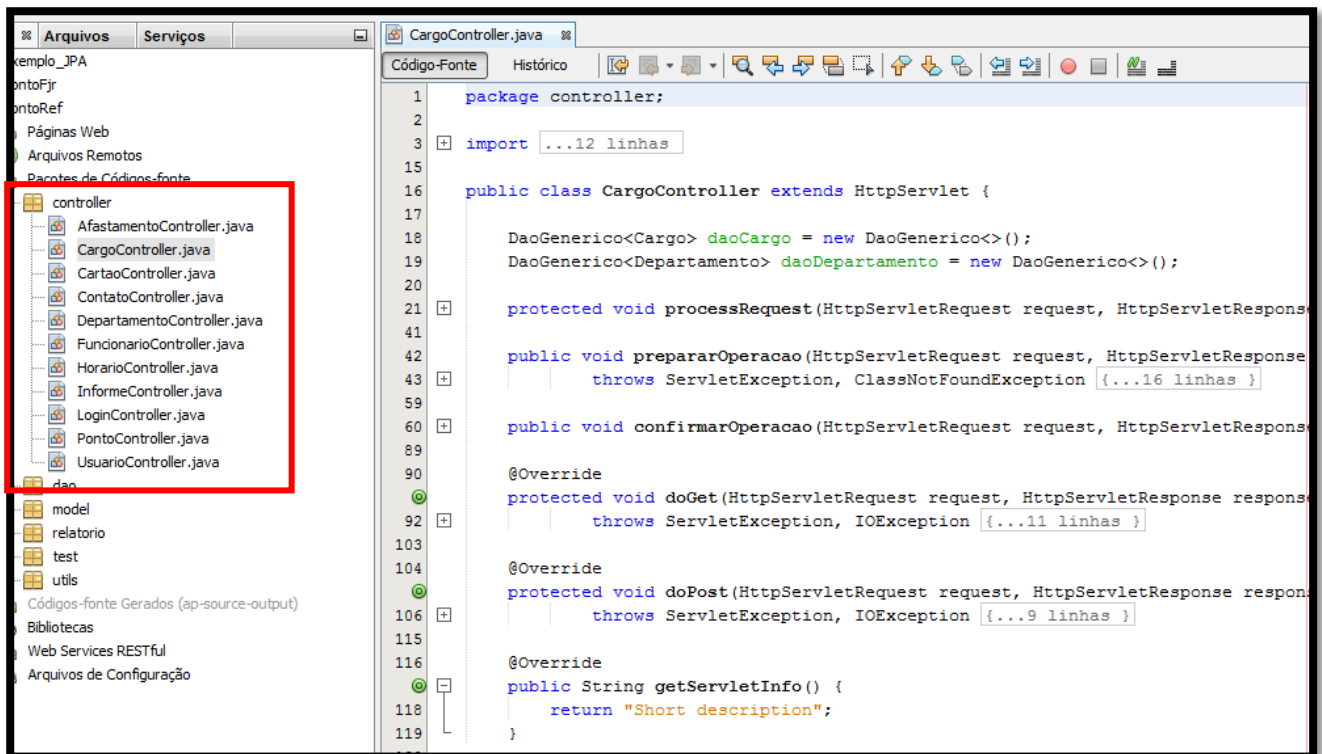 Arquivos Serviços
xemplo_JPA
ontoFjr
ontoRef
Páginas Web
Arquivos Remotos
Pacotes de Códigos-fonte
controller
AfastamentoController.java
CargoController.java
CartaoController.java
ContatoController.java
DepartamentoController.java
FuncionarioController.java
HorarioController.java
InformeController.java
LoginController.java
PontoController.java
UsuarioController.java
dao
model
relatorio
test
utils
Códigos-fonte Gerados (ap-source-output)
Bibliotecas
Web Services RESTful
Arquivos de Configuração
CargoController.java
Código-Fonte Histórico
1 package controller;
2
3 import ...12 linhas
15
16 public class CargoController extends HttpServlet {
17
18 DaoGenerico<Cargo> daoCargo = new DaoGenerico<>();
19 DaoGenerico<Departamento> daoDepartamento = new DaoGenerico<>();
20
21 protected void processRequest(HttpServletRequest request, HttpServletRespons
41
42 public void prepararOperacao(HttpServletRequest request, HttpServletResponse
43 throws ServletException, ClassNotFoundException {...16 linhas }
59
60 public void confirmarOperacao(HttpServletRequest request, HttpServletRespons
89
90 @Override
protected void doGet(HttpServletRequest request, HttpServletResponse respons
92 throws ServletException, IOException {...11 linhas }
103
104 @Override
protected void doPost(HttpServletRequest request, HttpServletResponse respon
106 throws ServletException, IOException {...9 linhas }
115
116 @Override
public String getServletInfo() {
118 return "Short description";
119 }